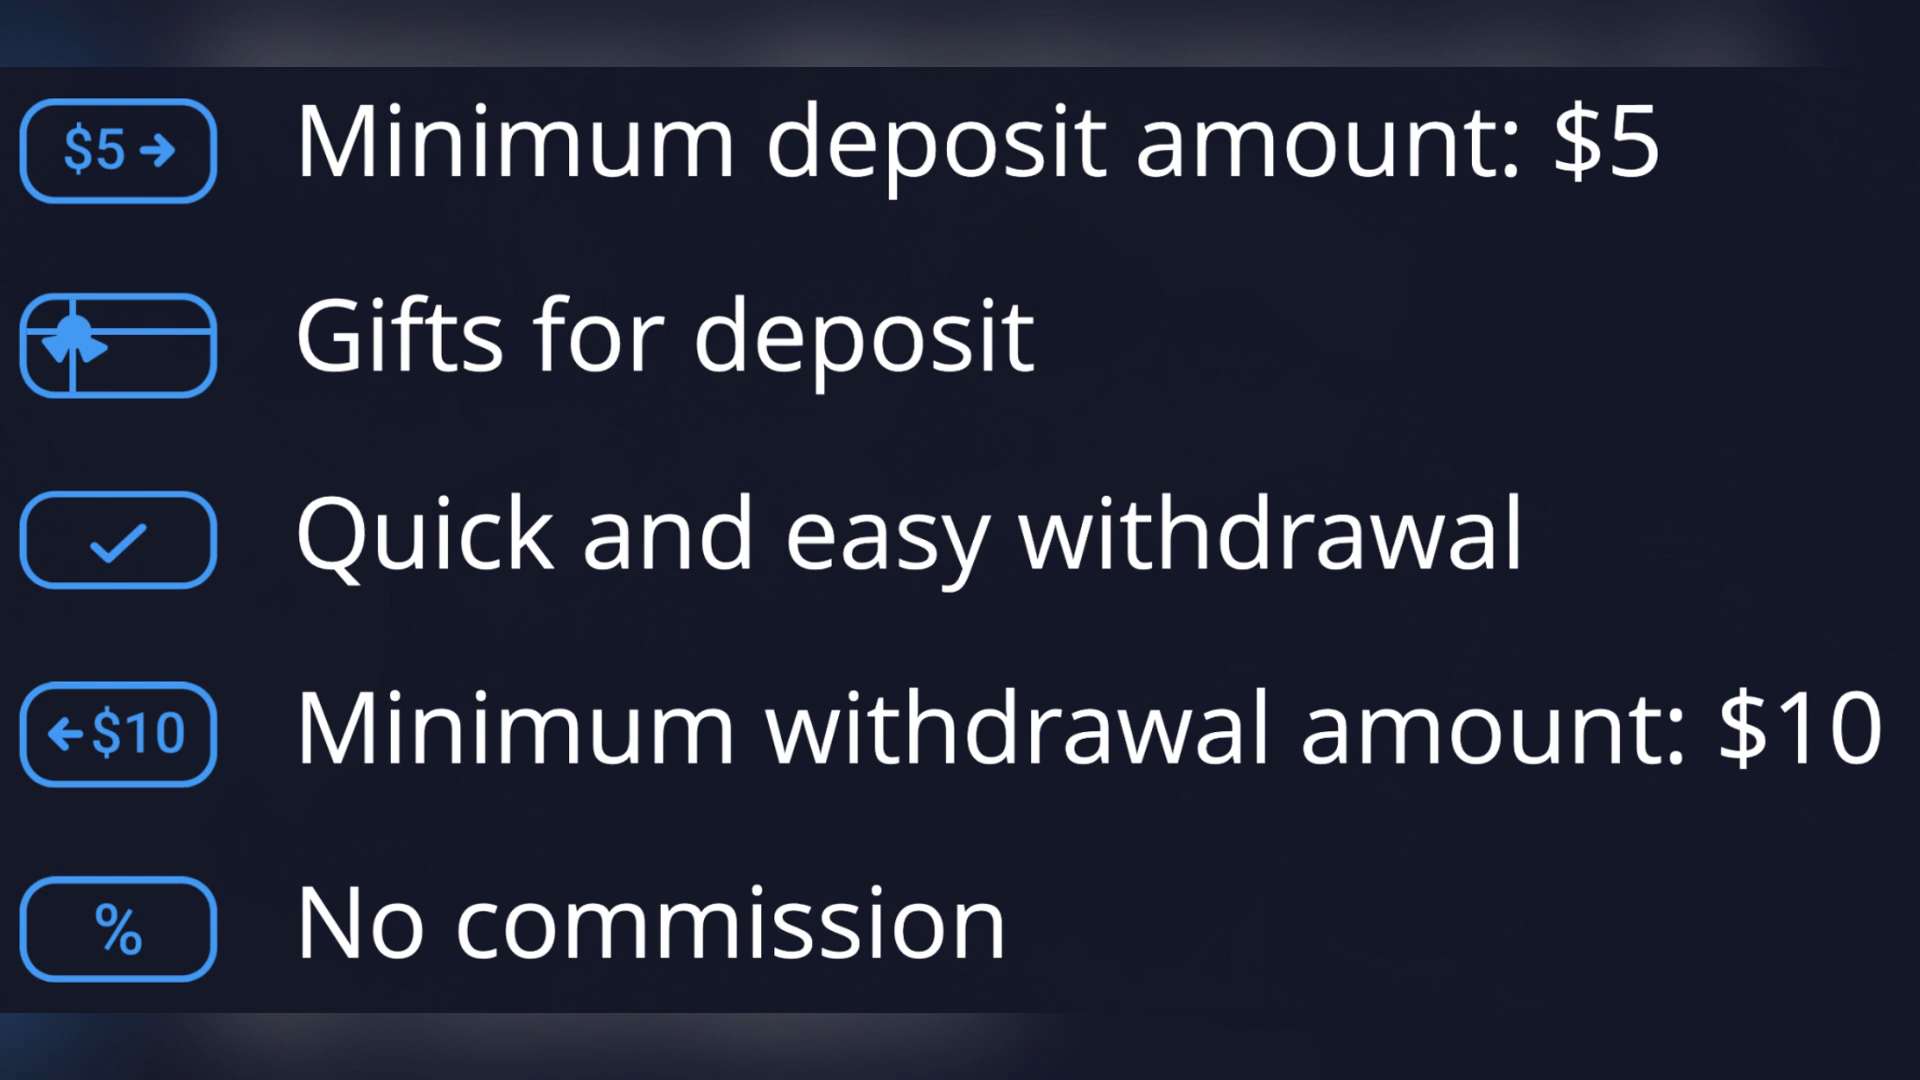 $5 → Minimum deposit amount: $5
Gifts for deposit
Quick and easy withdrawal
← $10 Minimum withdrawal amount: $10
% No commission